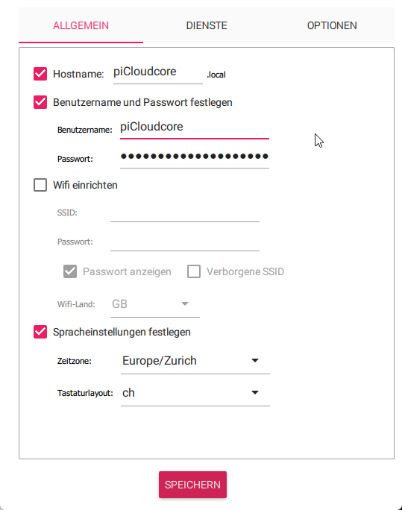 ALLGEMEIN DIENSTE OPTIONEN
Hostname: piCloudcore .local
Benutzername und Passwort festlegen
Benutzername: piCloudcore
Passwort: ••••••••••••••••••••
Wifi einrichten
SSID:
Passwort:
Passwort anzeigen Verborgene SSID
Wifi-Land: GB
Spracheinstellungen festlegen
Zeitzone: Europe/Zurich
Tastaturlayout: ch
SPEICHERN